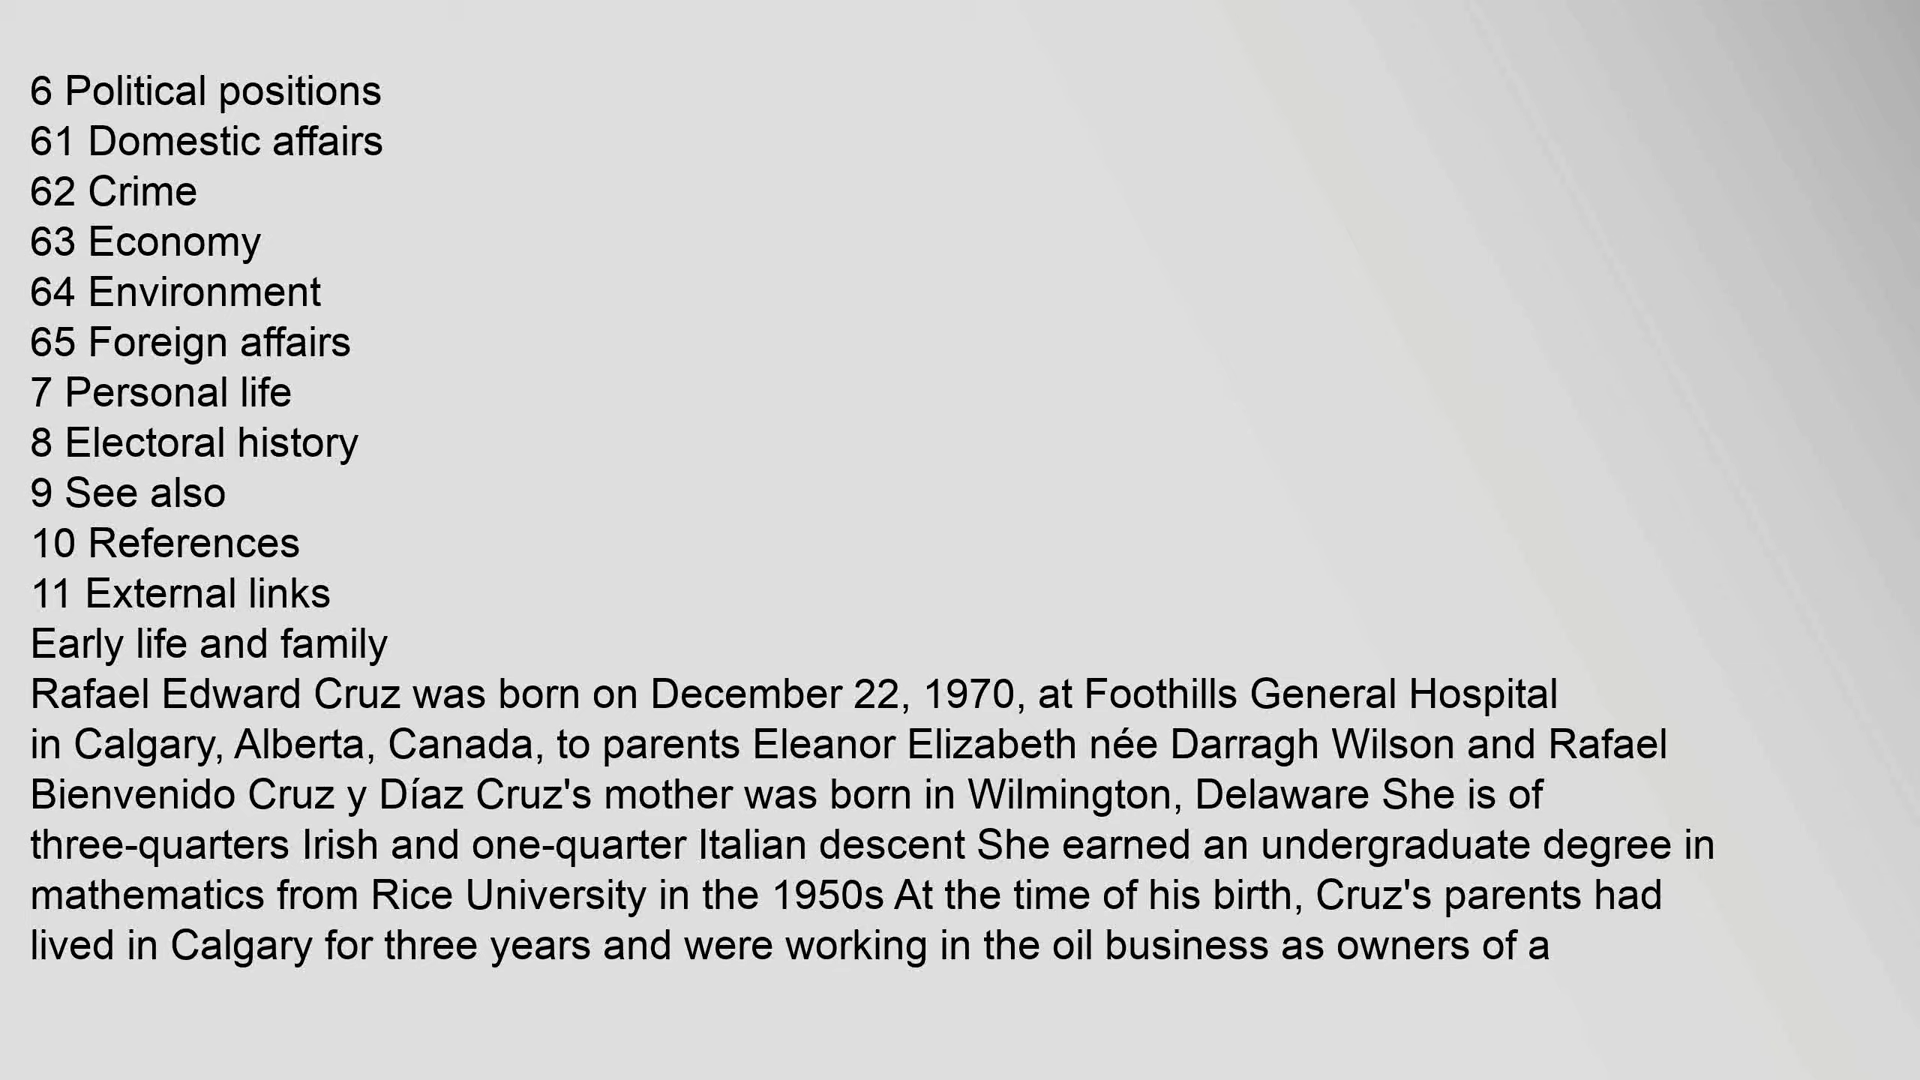 6 Political positions
61 Domestic affairs
62 Crime
63 Economy
64 Environment
65 Foreign affairs
7 Personal life
8 Electoral history
9 See also
10 References
11 External links
Early life and family
Rafael Edward Cruz was born on December 22, 1970, at Foothills General Hospital
in Calgary, Alberta, Canada, to parents Eleanor Elizabeth née Darragh Wilson and Rafael
Bienvenido Cruz y Díaz Cruz's mother was born in Wilmington, Delaware She is of
three-quarters Irish and one-quarter Italian descent She earned an undergraduate degree in
mathematics from Rice University in the 1950s At the time of his birth, Cruz's parents had
lived in Calgary for three years and were working in the oil business as owners of a